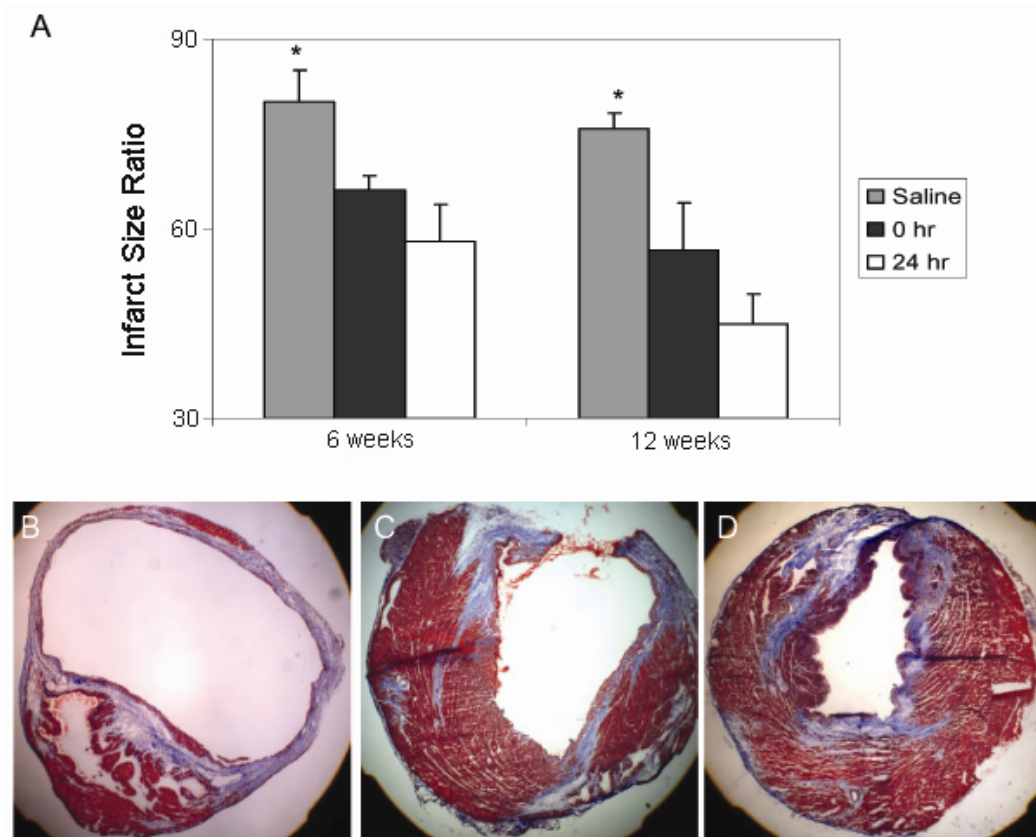 A
Infarct Size Ratio
90
60
30
*
*
6 weeks
12 weeks
Saline
0 hr
24 hr
B
C
D